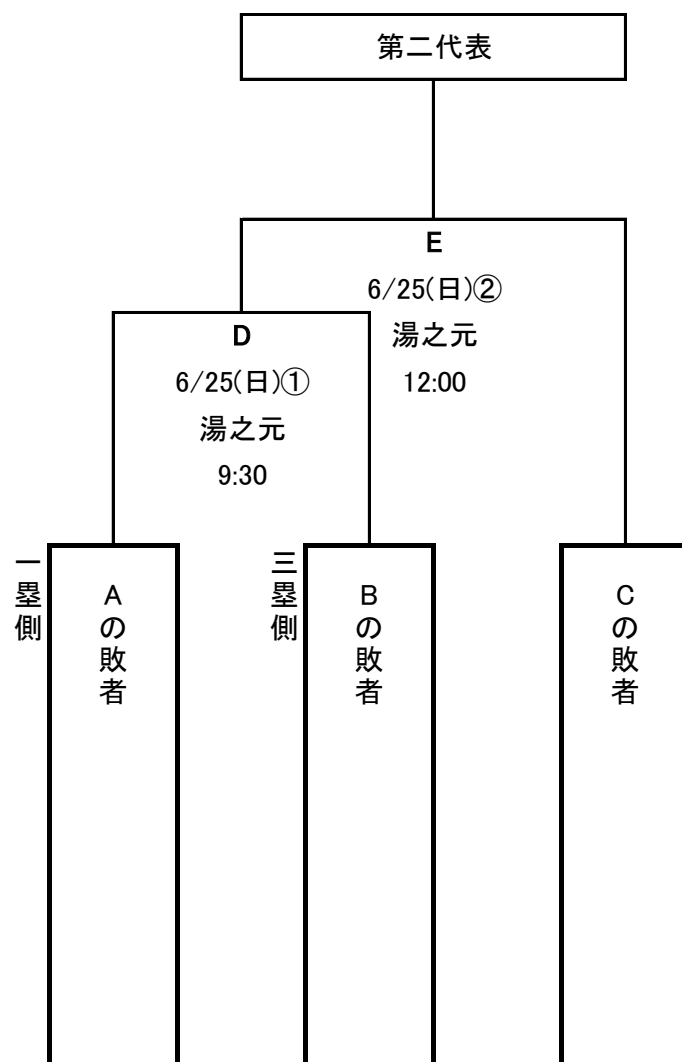 第二代表
E
6/25(日)②
湯之元
12:00
D
6/25(日)①
湯之元
9:30
一塁側
Aの敗者
三塁側
Bの敗者
Cの敗者